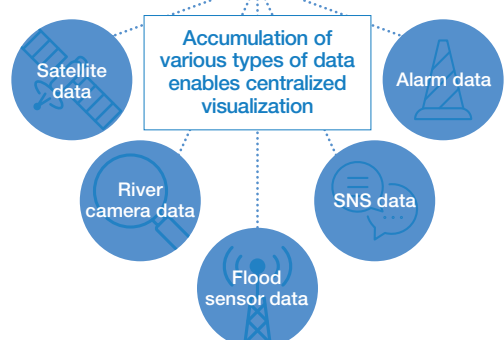 Accumulation of
various types of data
enables centralized
visualization
Satellite
data
Alarm data
River
camera data
SNS data
Flood
sensor data